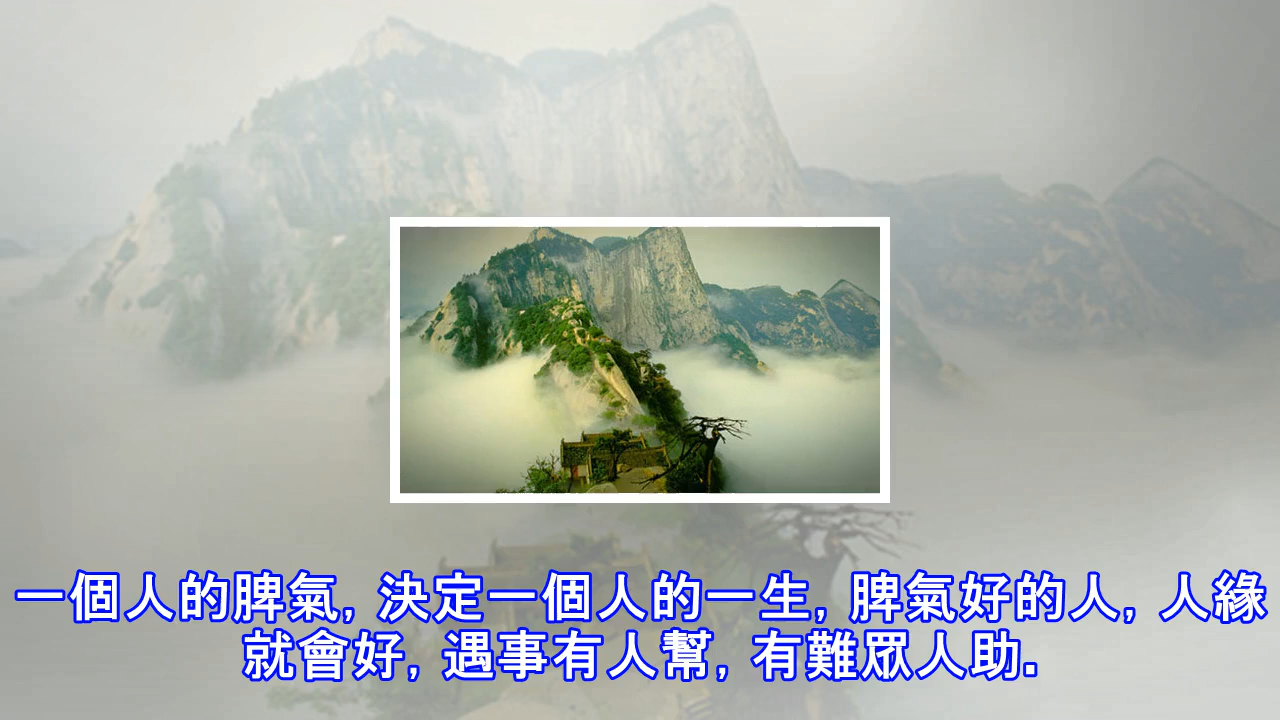 一個人的脾氣, 決定一個人的一生, 脾氣好的人, 人緣
就會好, 遇事有人幫, 有難眾人助.